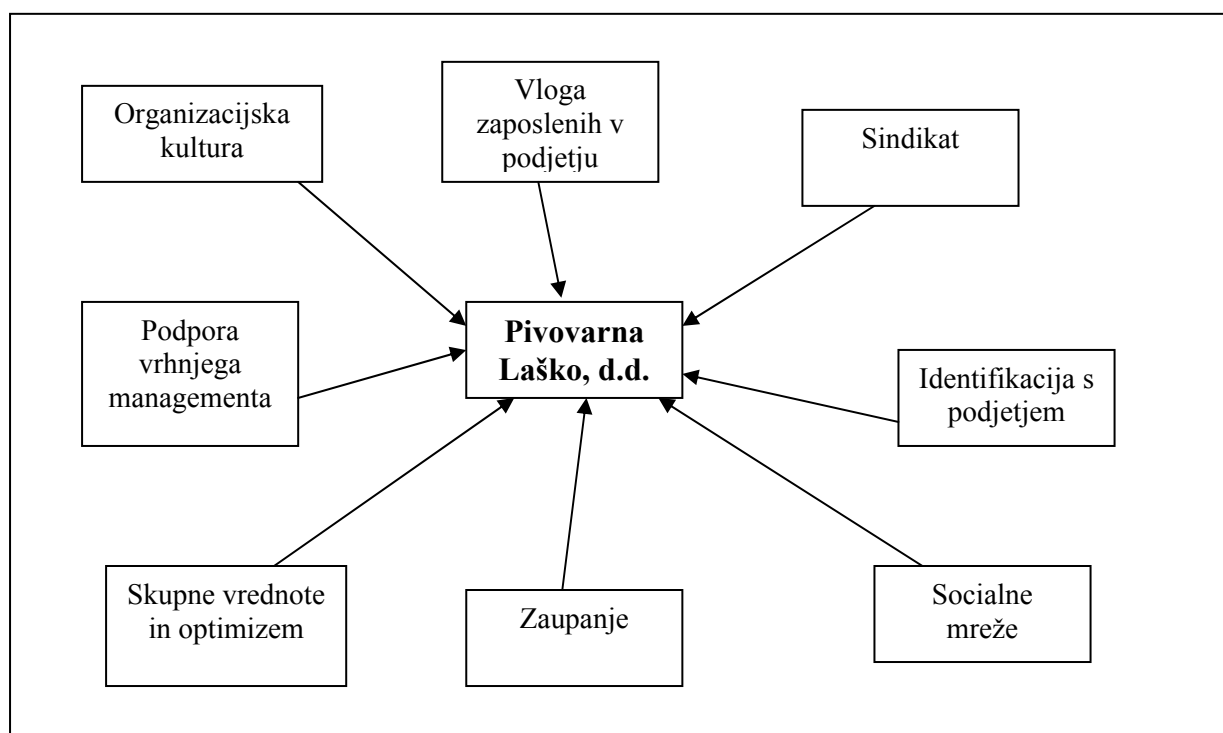 Organizacijska
kultura
Vloga
zaposlenih v
podjetju
Sindikat
Podpora
vrhnjega
managementa
Pivovarna
Laško, d.d.
Identifikacija s
podjetjem
Skupne vrednote
in optimizem
Zaupanje
Socialne
mreže